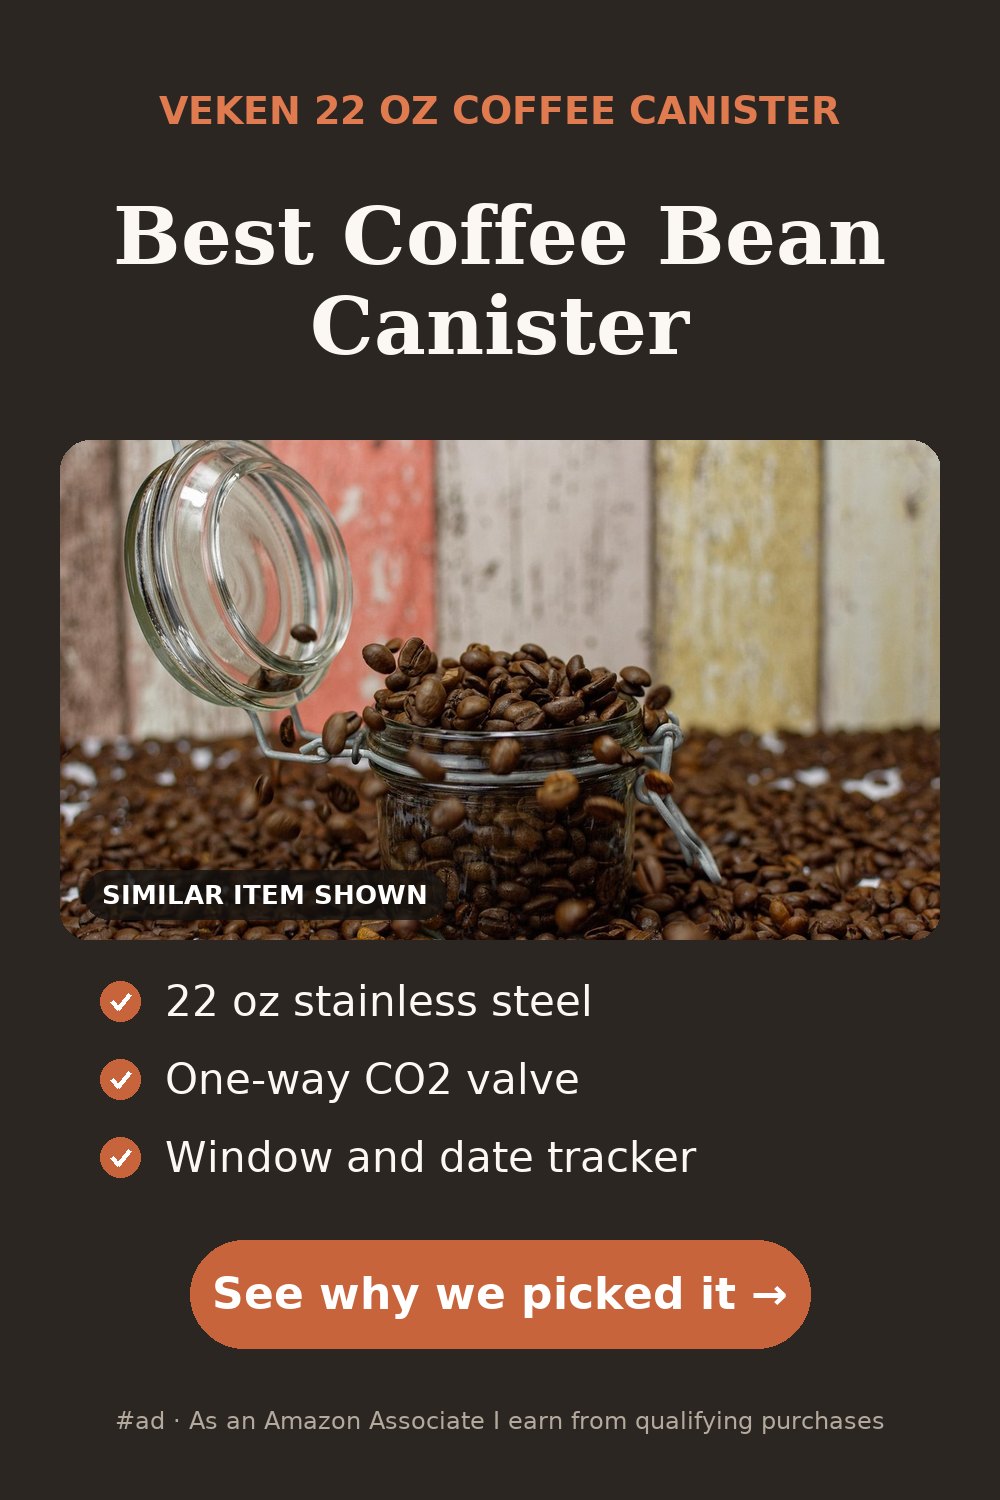 VEKEN 22 OZ COFFEE CANISTER
Best Coffee Bean
Canister
SIMILAR ITEM SHOWN
22 oz stainless steel
One-way CO2 valve
Window and date tracker
See why we picked it →
#ad · As an Amazon Associate I earn from qualifying purchases